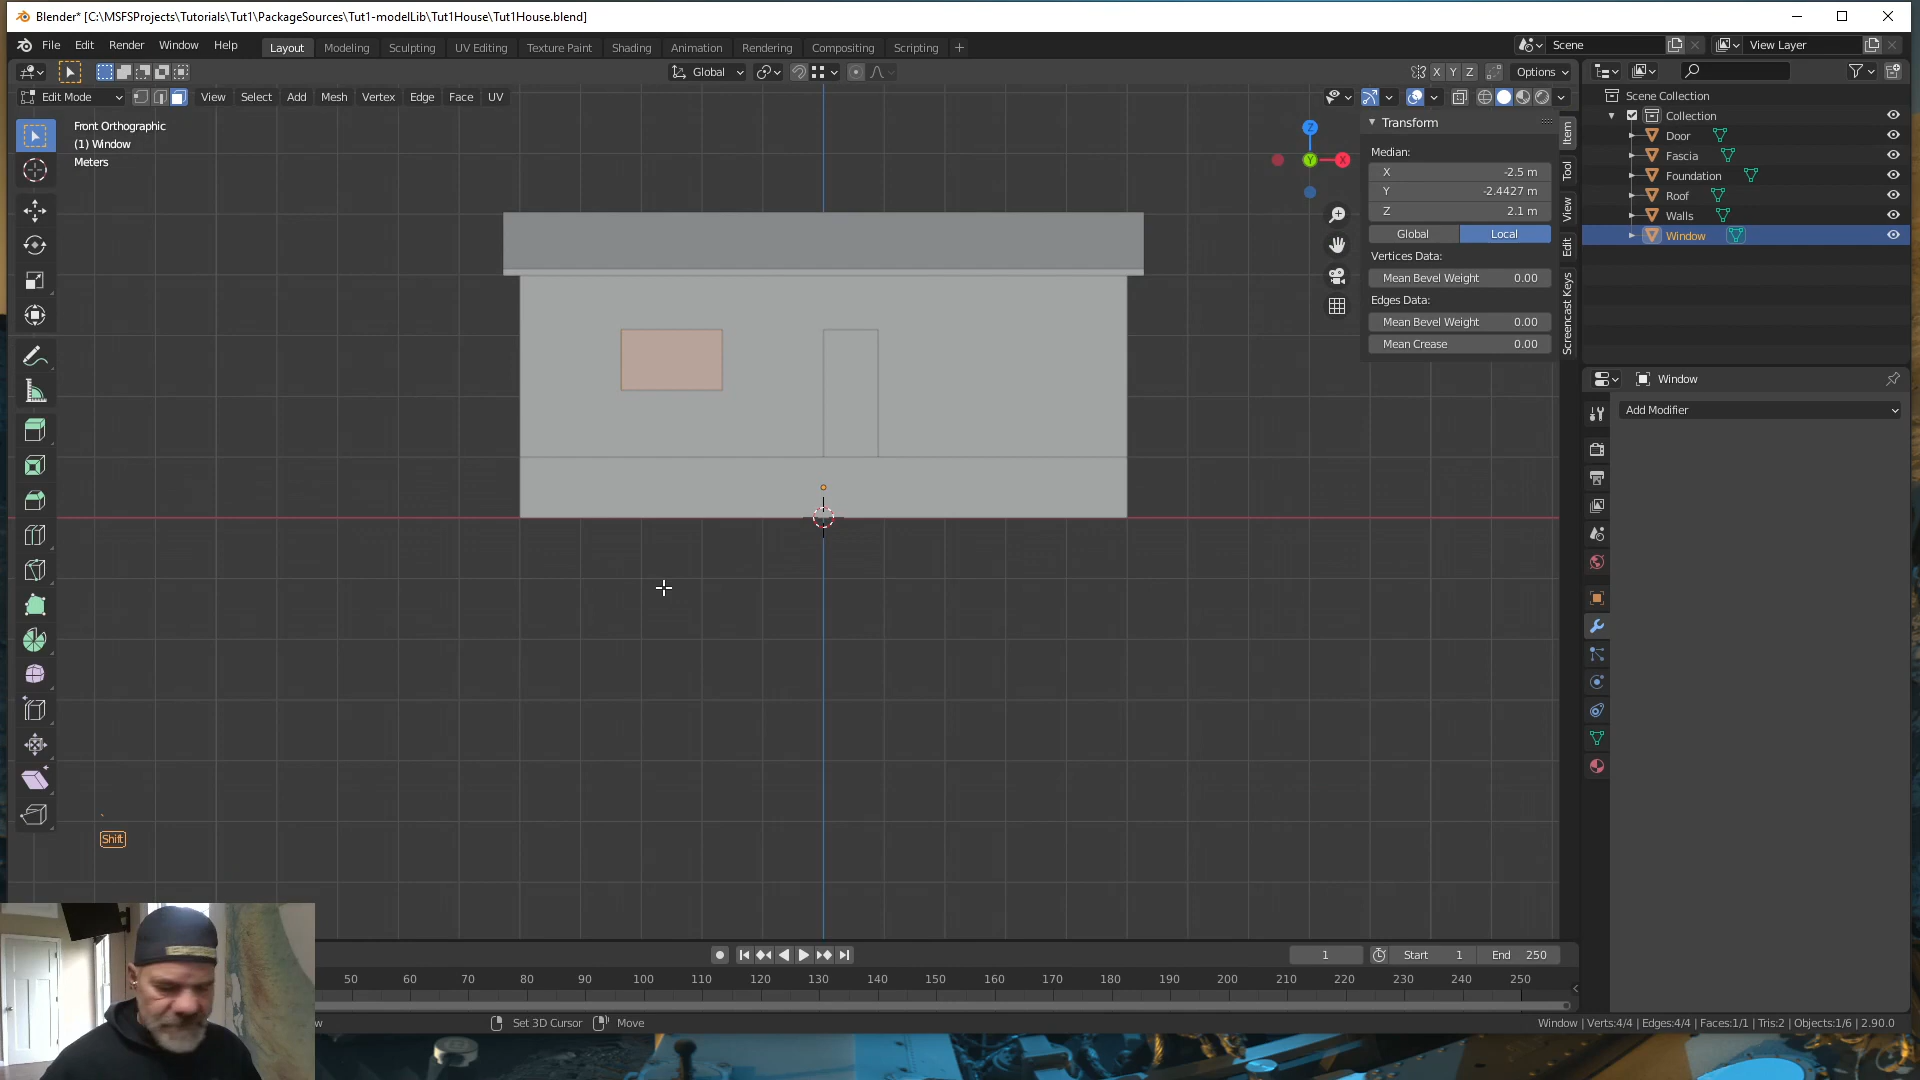 Blender* [C:\MSFSProjects\Tutorials\Tut1\PackageSources\Tut1-modelLib\Tut1House\Tut1House.blend]
File Edit Render Window Help Layout Modeling Sculpting UV Editing Texture Paint Shading Animation Rendering Compositing Scripting + Scene View Layer
Global X Y Z Options
Edit Mode View Select Add Mesh Vertex Edge Face UV
Front Orthographic
(1) Window
Meters
Z
Y
X
Transform
Median:
X -2.5 m
Y -2.4427 m
Z 2.1 m
Global Local
Vertices Data:
Mean Bevel Weight 0.00
Edges Data:
Mean Bevel Weight 0.00
Mean Crease 0.00
Item
Tool
View
Edit
Screencast Keys
Scene Collection
Collection
Door
Fascia
Foundation
Roof
Walls
Window
Window
Add Modifier
Shift
1 Start 1 End 250
50 60 70 80 90 100 110 120 130 140 150 160 170 180 190 200 210 220 230 240 250
Set 3D Cursor Move
Window | Verts:4/4 | Edges:4/4 | Faces:1/1 | Tris:2 | Objects:1/6 | 2.90.0